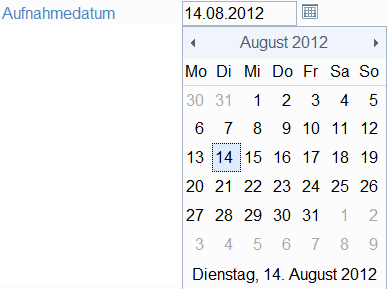 Aufnahmedatum 14.08.2012
August 2012
Mo Di Mi Do Fr Sa So
30 31 1 2 3 4 5
6 7 8 9 10 11 12
13 14 15 16 17 18 19
20 21 22 23 24 25 26
27 28 29 30 31 1 2
3 4 5 6 7 8 9
Dienstag, 14. August 2012